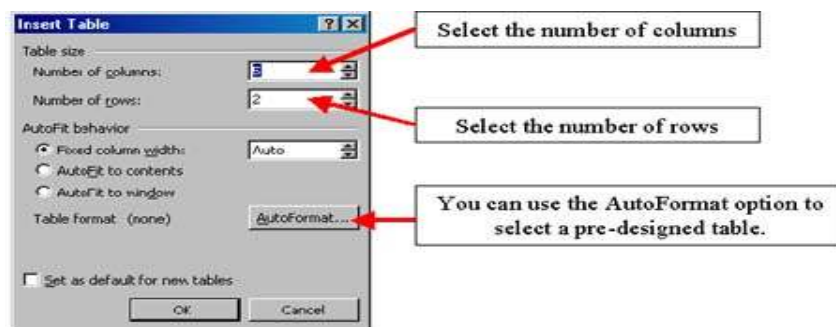 Insert Table
Select the number of columns
Table size
Number of columns:
Number of rows:
2
Select the number of rows
AutoFit behavior
Fixed column width:
Auto
AutoFit to contents
AutoFit to window
Table format (none)
AutoFormat...
You can use the AutoFormat option to
select a pre-designed table.
Set as default for new tables
OK
Cancel